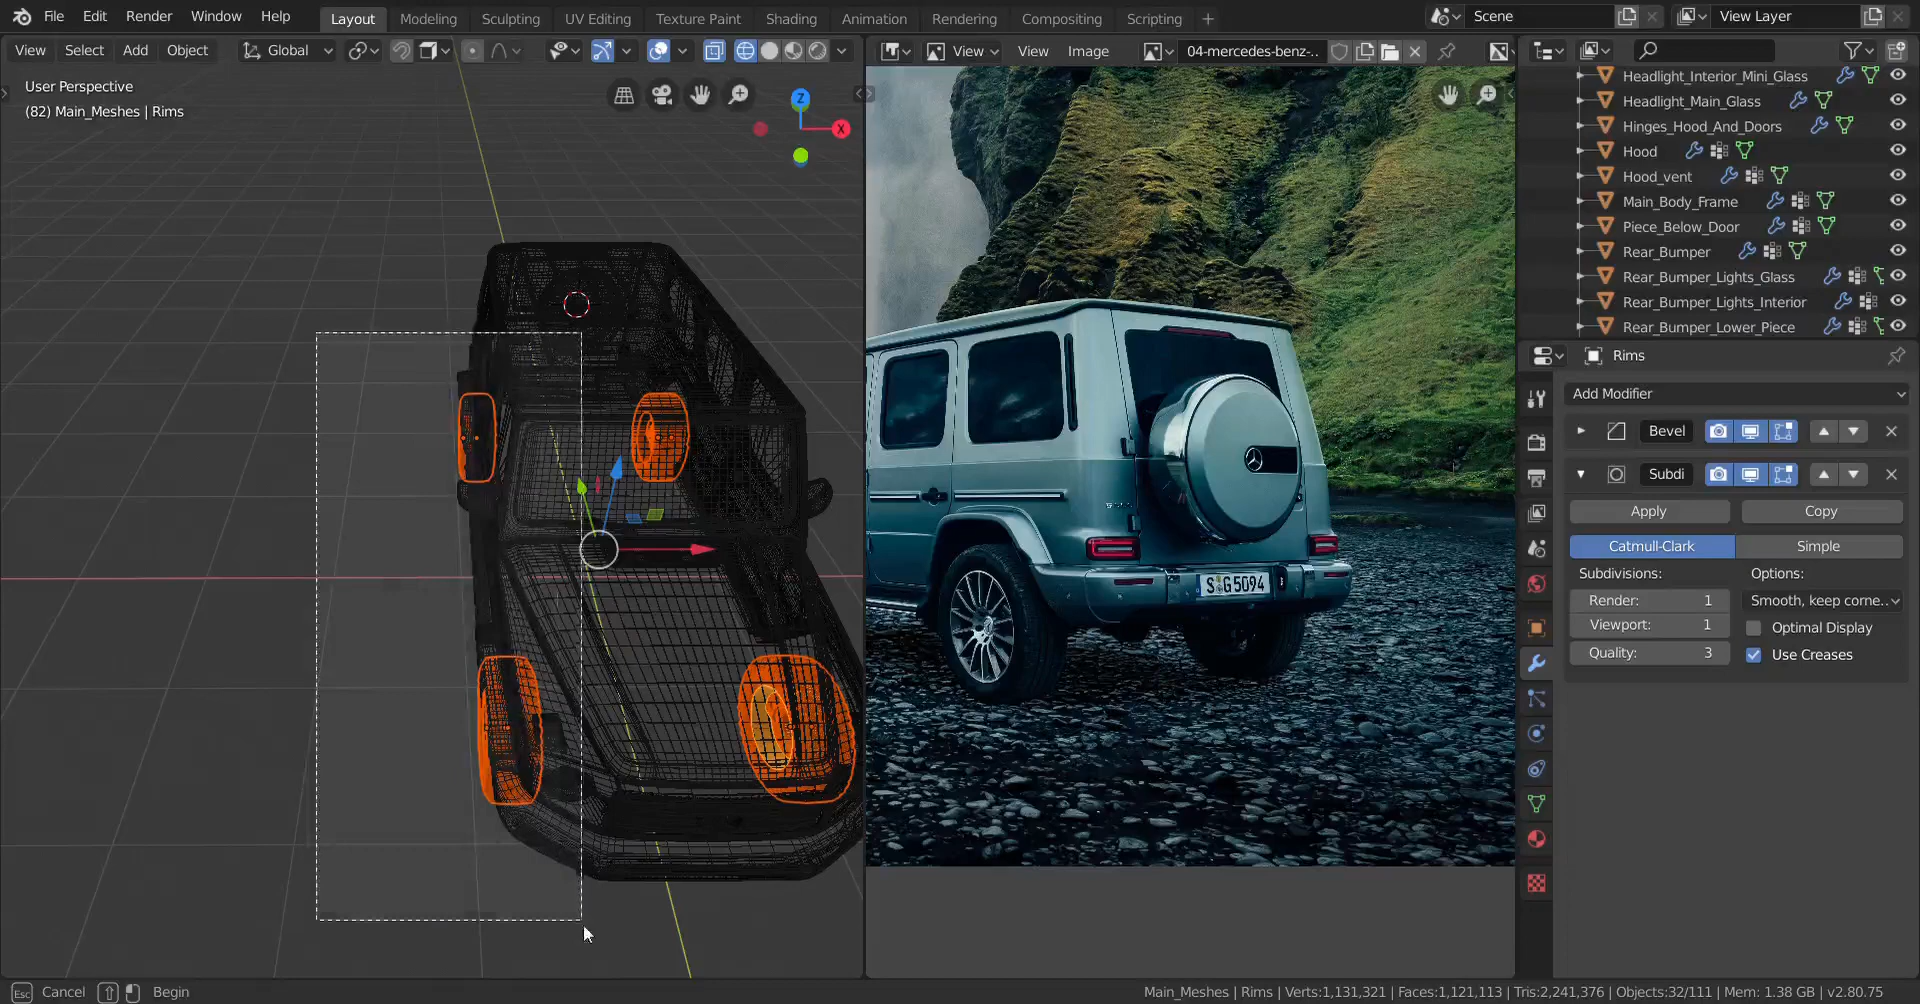 File Edit Render Window Help Layout Modeling Sculpting UV Editing Texture Paint Shading Animation Rendering Compositing Scripting + Scene View Layer
View Select Add Object Global View View Image 04-mercedes-benz-..
User Perspective
(82) Main_Meshes | Rims
Z
X
S G 5094
Headlight_Interior_Mini_Glass
Headlight_Main_Glass
Hinges_Hood_And_Doors
Hood
Hood_vent
Main_Body_Frame
Piece_Below_Door
Rear_Bumper
Rear_Bumper_Lights_Glass
Rear_Bumper_Lights_Interior
Rear_Bumper_Lower_Piece
Rims
Add Modifier
Bevel
Subdi
Apply Copy
Catmull-Clark Simple
Subdivisions: Options:
Render: 1 Smooth, keep corne..
Viewport: 1 Optimal Display
Quality: 3 Use Creases
Esc Cancel Begin Main_Meshes | Rims | Verts:1,131,321 | Faces:1,121,113 | Tris:2,241,376 | Objects:32/111 | Mem: 1.38 GB | v2.80.75